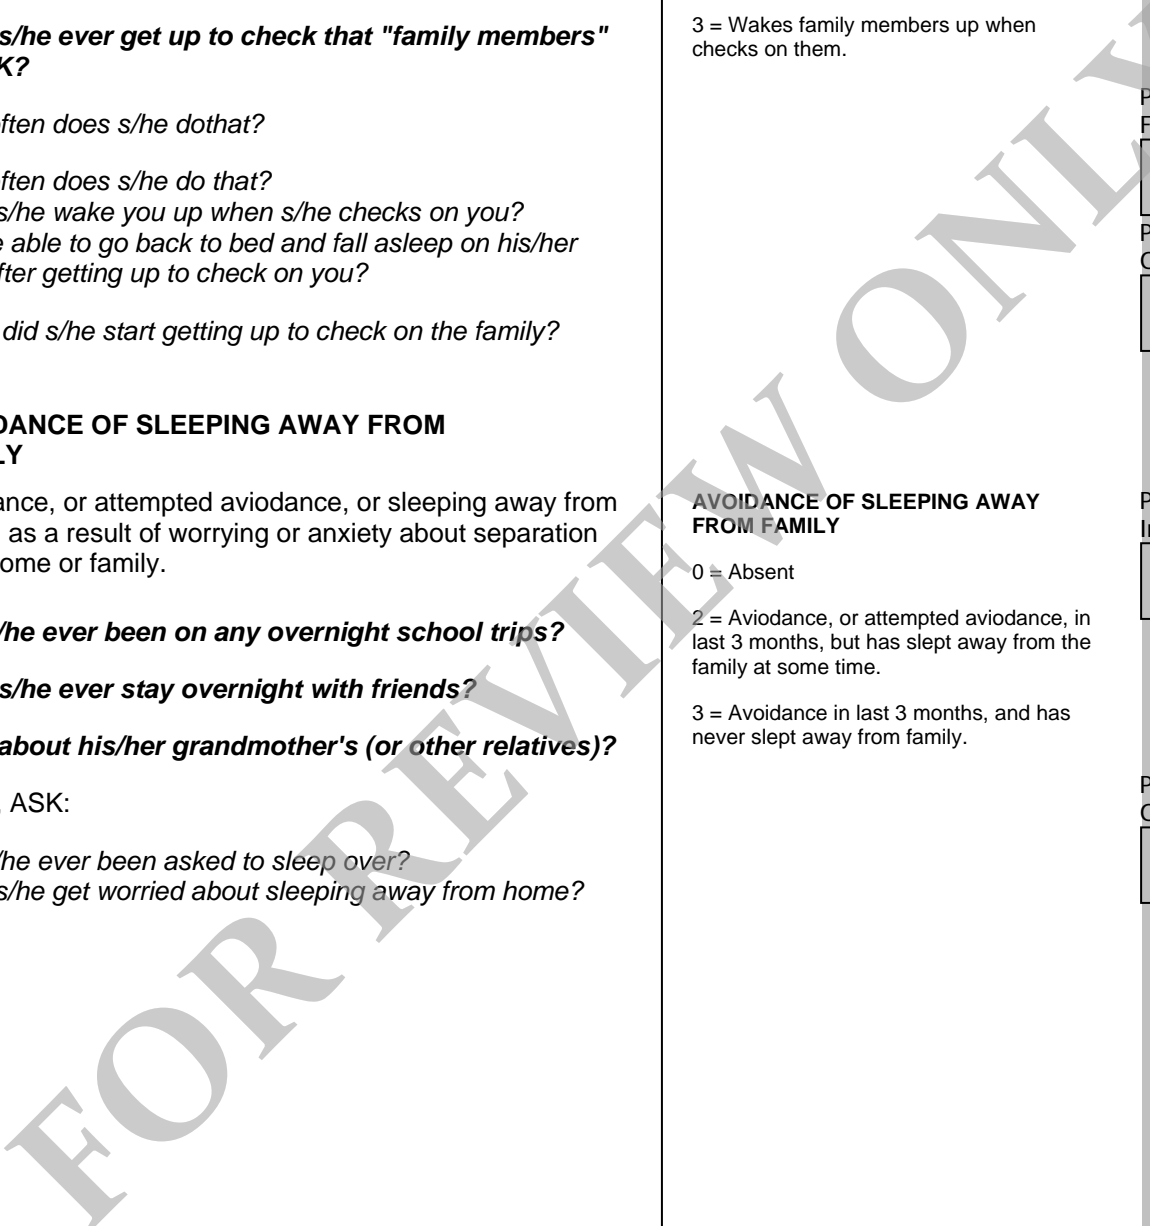 s/he ever get up to check that "family members"
K?
ften does s/he dothat?
ften does s/he do that?
s/he wake you up when s/he checks on you?
e able to go back to bed and fall asleep on his/her
fter getting up to check on you?
did s/he start getting up to check on the family?
DANCE OF SLEEPING AWAY FROM
LY
ance, or attempted aviodance, or sleeping away from
as a result of worrying or anxiety about separation
ome or family.
/he ever been on any overnight school trips?
s/he ever stay overnight with friends?
about his/her grandmother's (or other relatives)?
, ASK:
/he ever been asked to sleep over?
s/he get worried about sleeping away from home?
3 = Wakes family members up when
checks on them.
AVOIDANCE OF SLEEPING AWAY
FROM FAMILY
0 = Absent
2 = Aviodance, or attempted aviodance, in
last 3 months, but has slept away from the
family at some time.
3 = Avoidance in last 3 months, and has
never slept away from family.
FOR REVIEW ONLY